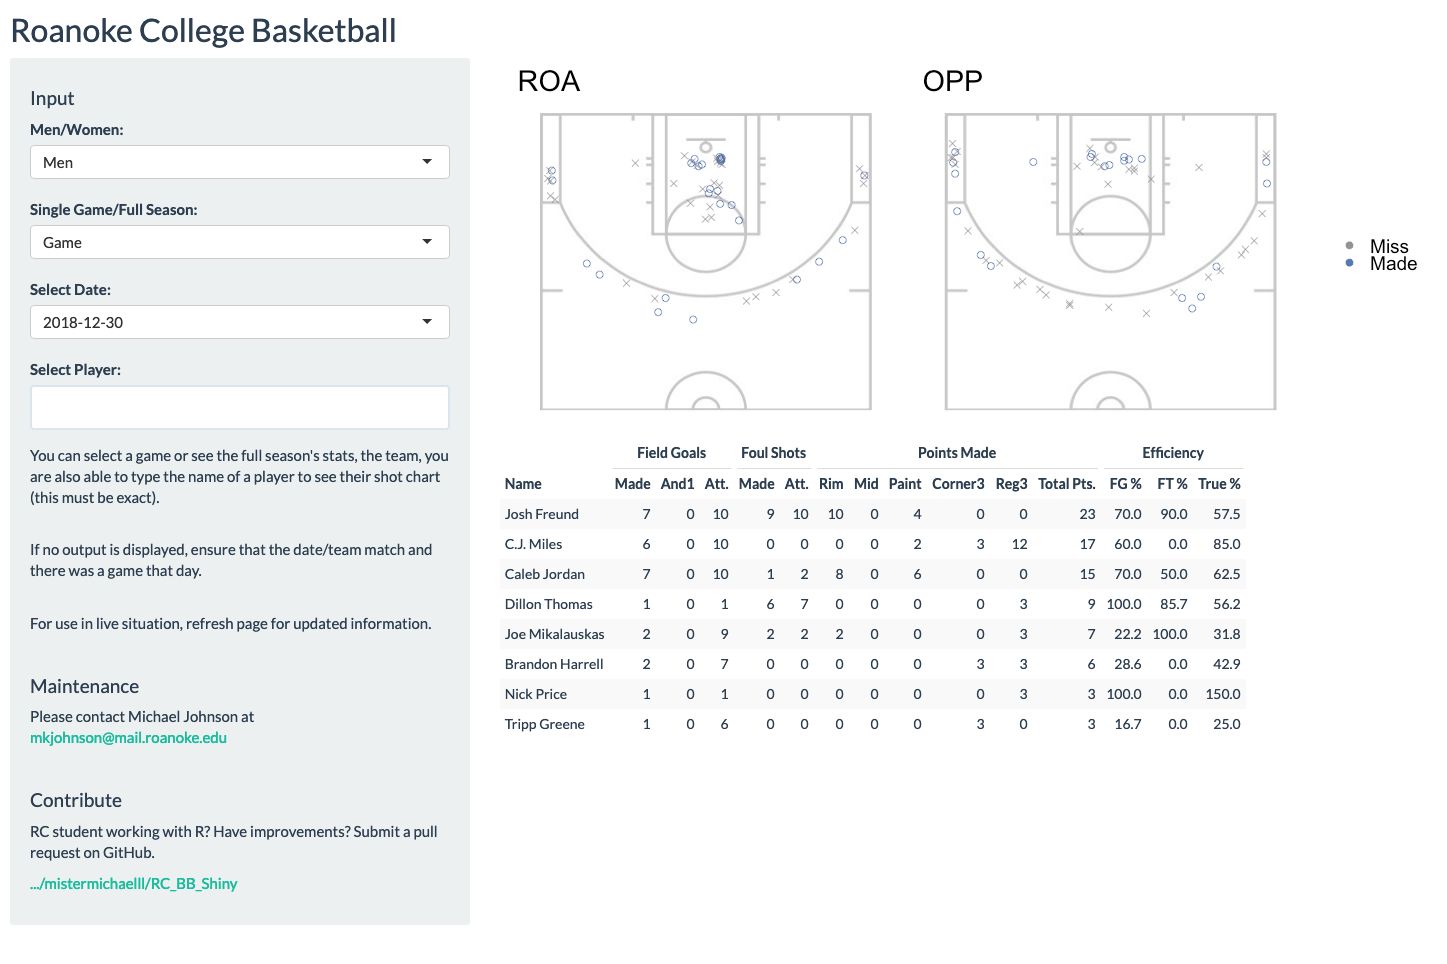 Roanoke College Basketball
Input
Men/Women:
Men
Single Game/Full Season:
Game
Select Date:
2018-12-30
Select Player:
You can select a game or see the full season's stats, the team, you
are also able to type the name of a player to see their shot chart
(this must be exact).
If no output is displayed, ensure that the date/team match and
there was a game that day.
For use in live situation, refresh page for updated information.
Maintenance
Please contact Michael Johnson at
mkjohnson@mail.roanoke.edu
Contribute
RC student working with R? Have improvements? Submit a pull
request on GitHub.
.../mistermichaelll/RC_BB_Shiny
ROA
OPP
Miss
Made
Field Goals Foul Shots Points Made Efficiency
Name Made And1 Att. Made Att. Rim Mid Paint Corner3 Reg3 Total Pts. FG % FT % True %
Josh Freund 7 0 10 9 10 10 0 4 0 0 23 70.0 90.0 57.5
C.J. Miles 6 0 10 0 0 0 0 2 3 12 17 60.0 0.0 85.0
Caleb Jordan 7 0 10 1 2 8 0 6 0 0 15 70.0 50.0 62.5
Dillon Thomas 1 0 1 6 7 0 0 0 0 3 9 100.0 85.7 56.2
Joe Mikalauskas 2 0 9 2 2 2 0 0 0 3 7 22.2 100.0 31.8
Brandon Harrell 2 0 7 0 0 0 0 0 3 3 6 28.6 0.0 42.9
Nick Price 1 0 1 0 0 0 0 0 0 3 3 100.0 0.0 150.0
Tripp Greene 1 0 6 0 0 0 0 0 3 0 3 16.7 0.0 25.0